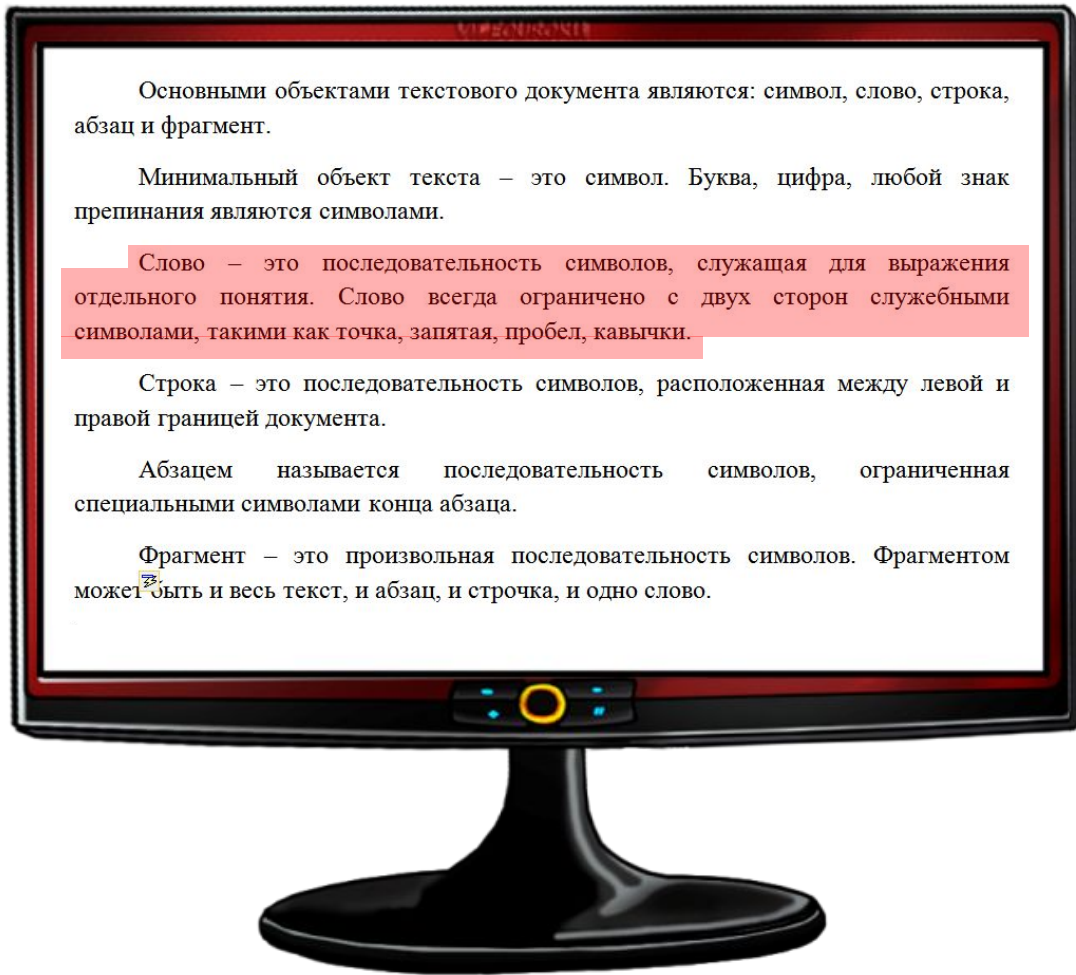 Основными объектами текстового документа являются: символ, слово, строка,
абзац и фрагмент.
Минимальный объект текста – это символ. Буква, цифра, любой знак
препинания являются символами.
Слово – это последовательность символов, служащая для выражения
отдельного понятия. Слово всегда ограничено с двух сторон служебными
символами, такими как точка, запятая, пробел, кавычки.
Строка – это последовательность символов, расположенная между левой и
правой границей документа.
Абзацем называется последовательность символов, ограниченная
специальными символами конца абзаца.
Фрагмент – это произвольная последовательность символов. Фрагментом
может быть и весь текст, и абзац, и строчка, и одно слово.